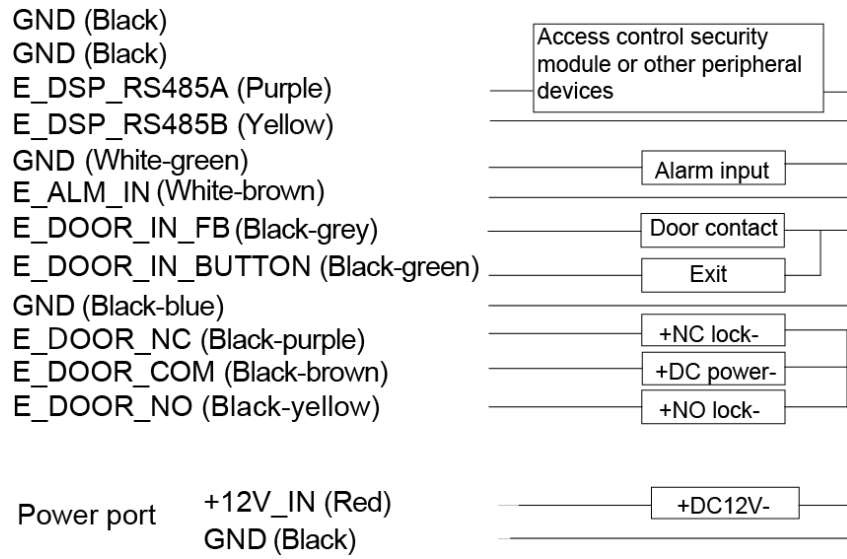 GND (Black)
GND (Black)
E_DSP_RS485A (Purple)
E_DSP_RS485B (Yellow)
GND (White-green)
E_ALM_IN (White-brown)
E_DOOR_IN_FB (Black-grey)
E_DOOR_IN_BUTTON (Black-green)
GND (Black-blue)
E_DOOR_NC (Black-purple)
E_DOOR_COM (Black-brown)
E_DOOR_NO (Black-yellow)
Access control security
module or other peripheral
devices
Alarm input
Door contact
Exit
+NC lock-
+DC power-
+NO lock-
Power port
+12V_IN (Red)
GND (Black)
+DC12V-